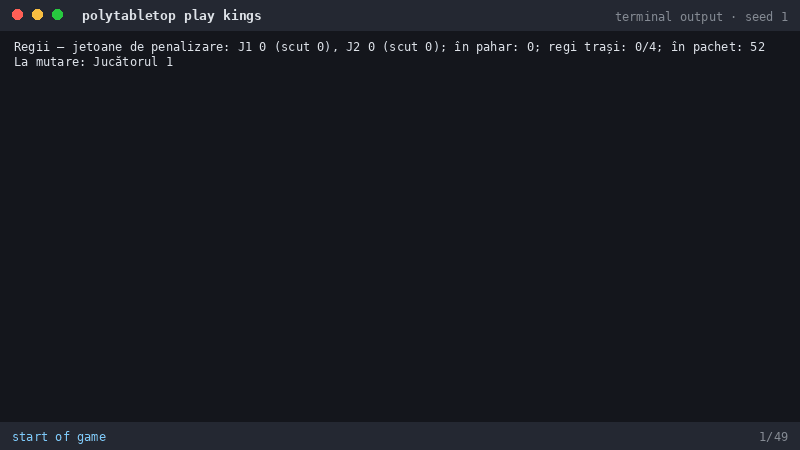 polytabletop play kings
terminal output · seed 1
Regii — jetoane de penalizare: J1 0 (scut 0), J2 0 (scut 0); în pahar: 0; regi trași: 0/4; în pachet: 52
La mutare: Jucătorul 1
start of game
1/49